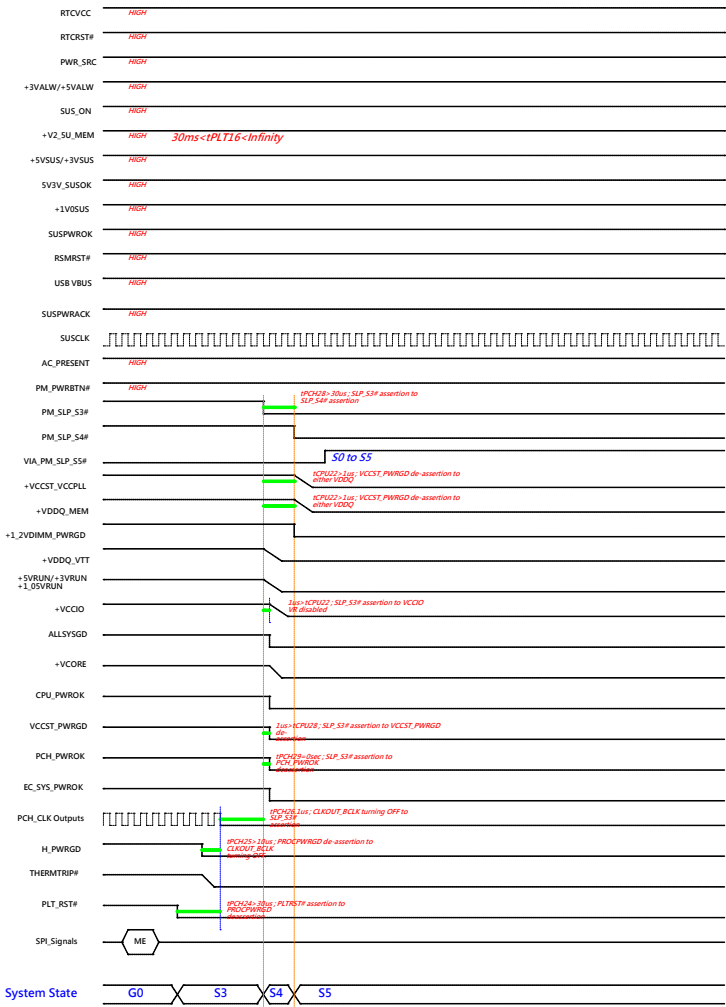 RTCVCC HIGH
RTCRST# HIGH
PWR_SRC HIGH
+3VALW/+5VALW HIGH
SUS_ON HIGH
+V2_5U_MEM HIGH 30ms<tPLT16<Infinity
+5VSUS/+3VSUS HIGH
5V3V_SUSOK HIGH
+1V0SUS HIGH
SUSPWROK HIGH
RSMRST# HIGH
USB VBUS HIGH
SUSPWRACK HIGH
SUSCLK
AC_PRESENT HIGH
PM_PWRBTN# HIGH
tPCH28>30us ; SLP_S3# assertion to
SLP_S4# assertion
PM_SLP_S3#
PM_SLP_S4#
VIA_PM_SLP_S5# S0 to S5
tCPU22>1us ; VCCST_PWRGD de-assertion to
either VDDQ
+VCCST_VCCPLL
tCPU22>1us ; VCCST_PWRGD de-assertion to
either VDDQ
+VDDQ_MEM
+1_2VDIMM_PWRGD
+VDDQ_VTT
+5VRUN/+3VRUN
+1_05VRUN
1us>tCPU22 ; SLP_S3# assertion to VCCIO
VR disabled
+VCCIO
ALLSYSGD
+VCORE
CPU_PWROK
VCCST_PWRGD
1us>tCPU28 ; SLP_S3# assertion to VCCST_PWRGD
de-
assertion
PCH_PWROK
tPCH29=0sec ; SLP_S3# assertion to
PCH_PWROK
deassertion
EC_SYS_PWROK
PCH_CLK Outputs
tPCH26 1us ; CLKOUT_BCLK turning OFF to
SLP_S3#
assertion
H_PWRGD
tPCH25>10us ; PROCPWRGD de-assertion to
CLKOUT_BCLK
turning OFF
THERMTRIP#
PLT_RST#
tPCH24>30us ; PLTRST# assertion to
PROCPWRGD
deassertion
SPI_Signals ME
System State G0 S3 S4 S5